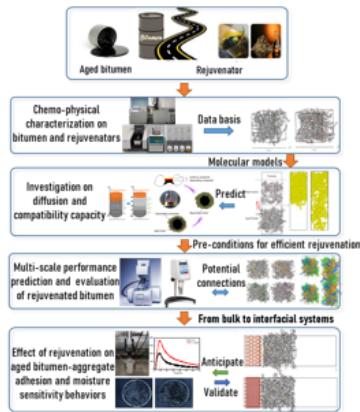 Bitumen
Aged bitumen
Rejuvenator
Chemo-physical
characterization on
bitumen and rejuvenators
Data basis
Molecular models
Investigation on
diffusion and
compatibility capacity
Predict
Pre-conditions for efficient rejuvenation
Multi-scale performance
prediction and evaluation
of rejuvenated bitumen
Potential
connections
From bulk to interfacial systems
Effect of rejuvenation on
aged bitumen-aggregate
adhesion and moisture
sensitivity behaviors
Anticipate
Validate